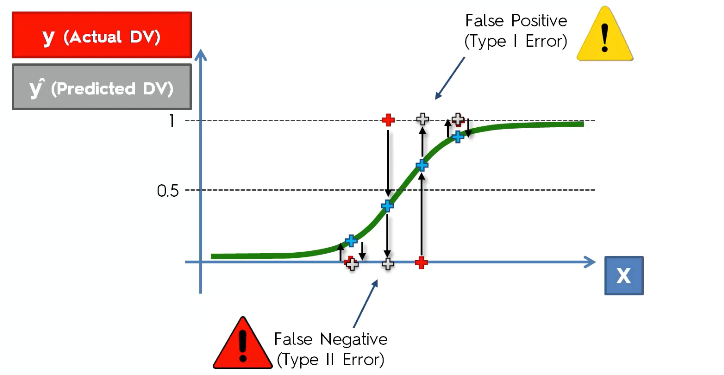 y (Actual DV)
y^ (Predicted DV)
False Positive
(Type I Error)
!
1
0.5
X
!
False Negative
(Type II Error)